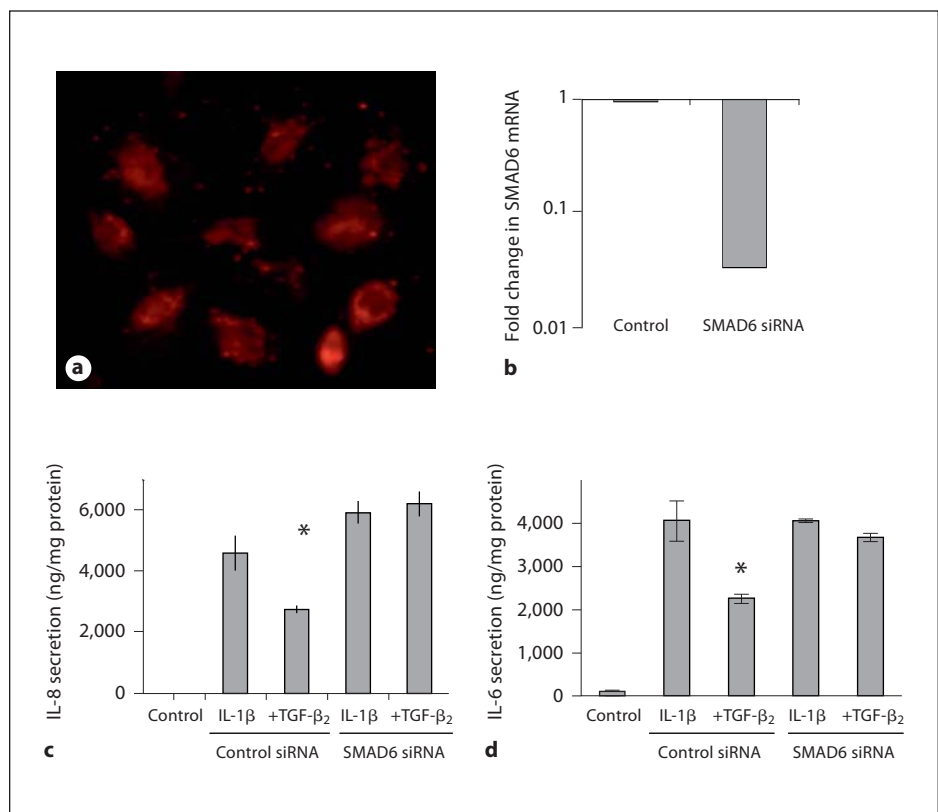 a
Fold change in SMAD6 mRNA
1
0.1
0.01
Control SMAD6 siRNA
b
IL-8 secretion (ng/mg protein)
6,000
4,000
2,000
0
*
Control IL-1β +TGF-β₂ IL-1β +TGF-β₂
Control siRNA SMAD6 siRNA
c
IL-6 secretion (ng/mg protein)
4,000
3,000
2,000
1,000
0
*
Control IL-1β +TGF-β₂ IL-1β +TGF-β₂
Control siRNA SMAD6 siRNA
d